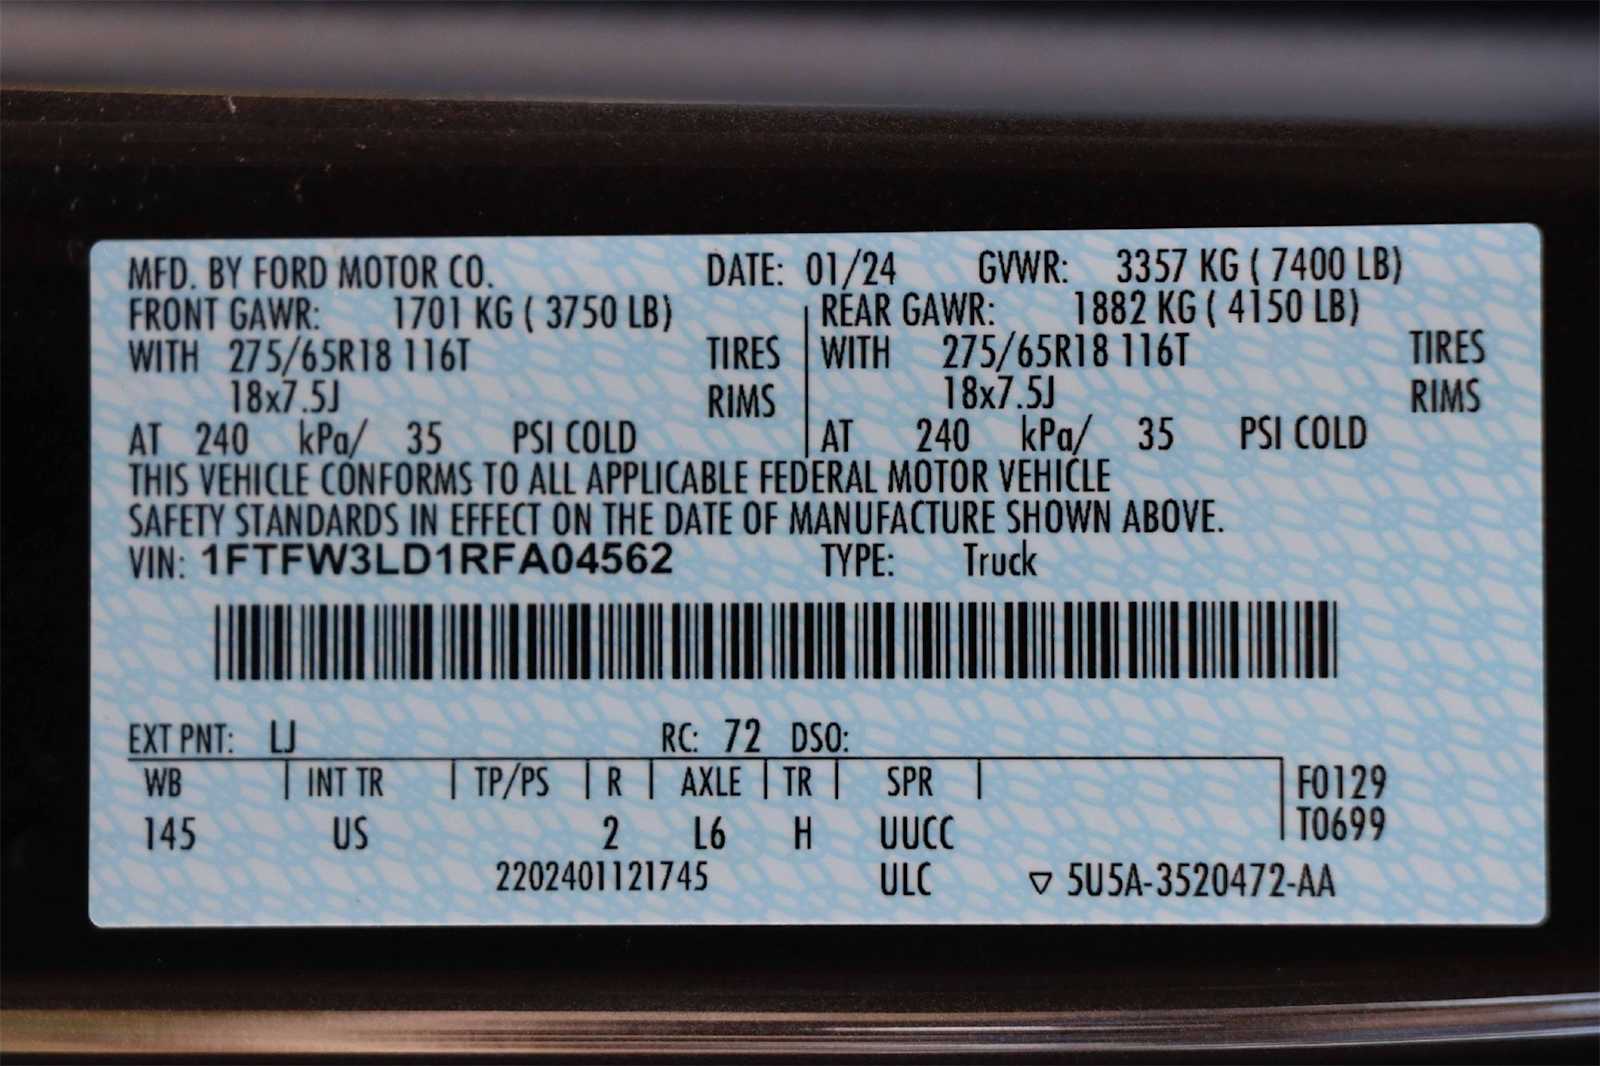 MFD. BY FORD MOTOR CO. DATE: 01/24 GVWR: 3357 KG ( 7400 LB)
FRONT GAWR: 1701 KG ( 3750 LB) REAR GAWR: 1882 KG ( 4150 LB)
WITH 275/65R18 116T TIRES WITH 275/65R18 116T TIRES
18x7.5J RIMS 18x7.5J RIMS
AT 240 kPa/ 35 PSI COLD AT 240 kPa/ 35 PSI COLD
THIS VEHICLE CONFORMS TO ALL APPLICABLE FEDERAL MOTOR VEHICLE
SAFETY STANDARDS IN EFFECT ON THE DATE OF MANUFACTURE SHOWN ABOVE.
VIN: 1FTFW3LD1RFA04562 TYPE: Truck
EXT PNT: LJ RC: 72 DSO:
WB INT TR TP/PS R AXLE TR SPR F0129
145 US 2 L6 H UUCC T0699
2202401121745 ULC ▽ 5U5A-3520472-AA